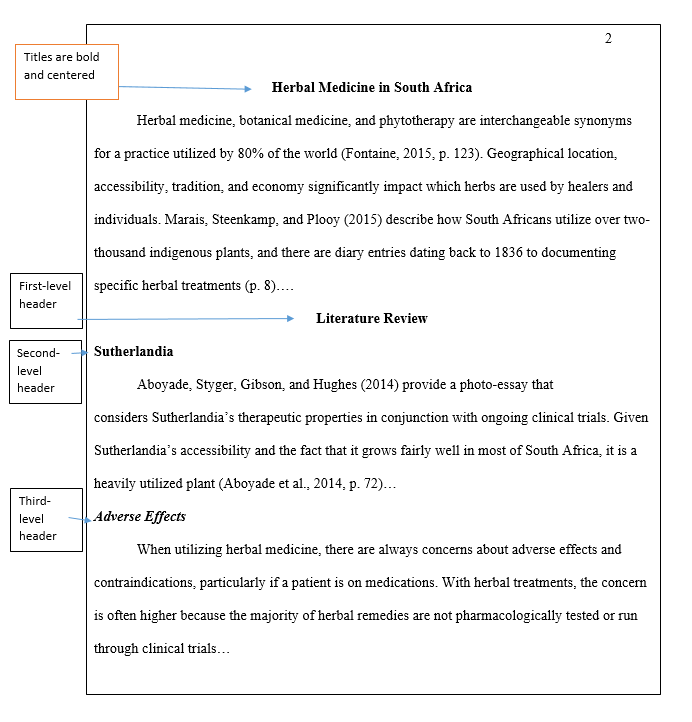 2
Titles are bold
and centered
Herbal Medicine in South Africa
Herbal medicine, botanical medicine, and phytotherapy are interchangeable synonyms
for a practice utilized by 80% of the world (Fontaine, 2015, p. 123). Geographical location,
accessibility, tradition, and economy significantly impact which herbs are used by healers and
individuals. Marais, Steenkamp, and Plooy (2015) describe how South Africans utilize over two-
thousand indigenous plants, and there are diary entries dating back to 1836 to documenting
specific herbal treatments (p. 8)….
First-level
header
Literature Review
Second-
level
header
Sutherlandia
Aboyade, Styger, Gibson, and Hughes (2014) provide a photo-essay that
considers Sutherlandia’s therapeutic properties in conjunction with ongoing clinical trials. Given
Sutherlandia’s accessibility and the fact that it grows fairly well in most of South Africa, it is a
heavily utilized plant (Aboyade et al., 2014, p. 72)…
Third-
level
header
Adverse Effects
When utilizing herbal medicine, there are always concerns about adverse effects and
contraindications, particularly if a patient is on medications. With herbal treatments, the concern
is often higher because the majority of herbal remedies are not pharmacologically tested or run
through clinical trials…